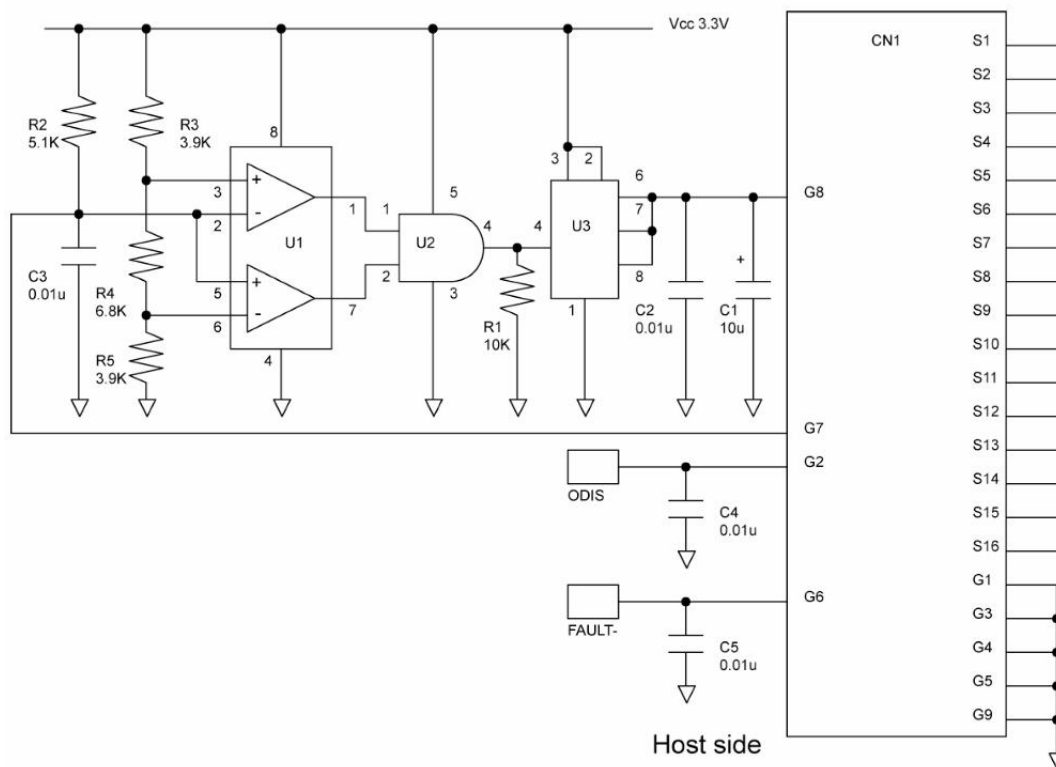 Vcc 3.3V
CN1
S1
S2
S3
S4
S5
S6
S7
S8
S9
S10
S11
S12
S13
S14
S15
S16
G1
G3
G4
G5
G9
G8
G7
G2
G6
R2
5.1K
R3
3.9K
8
3
2
1
U1
5
6
7
4
C3
0.01u
R4
6.8K
R5
3.9K
1
2
U2
5
4
3
R1
10K
3
2
4
U3
6
7
8
1
C2
0.01u
+
C1
10u
+
-
+
-
ODIS
C4
0.01u
FAULT-
C5
0.01u
Host side